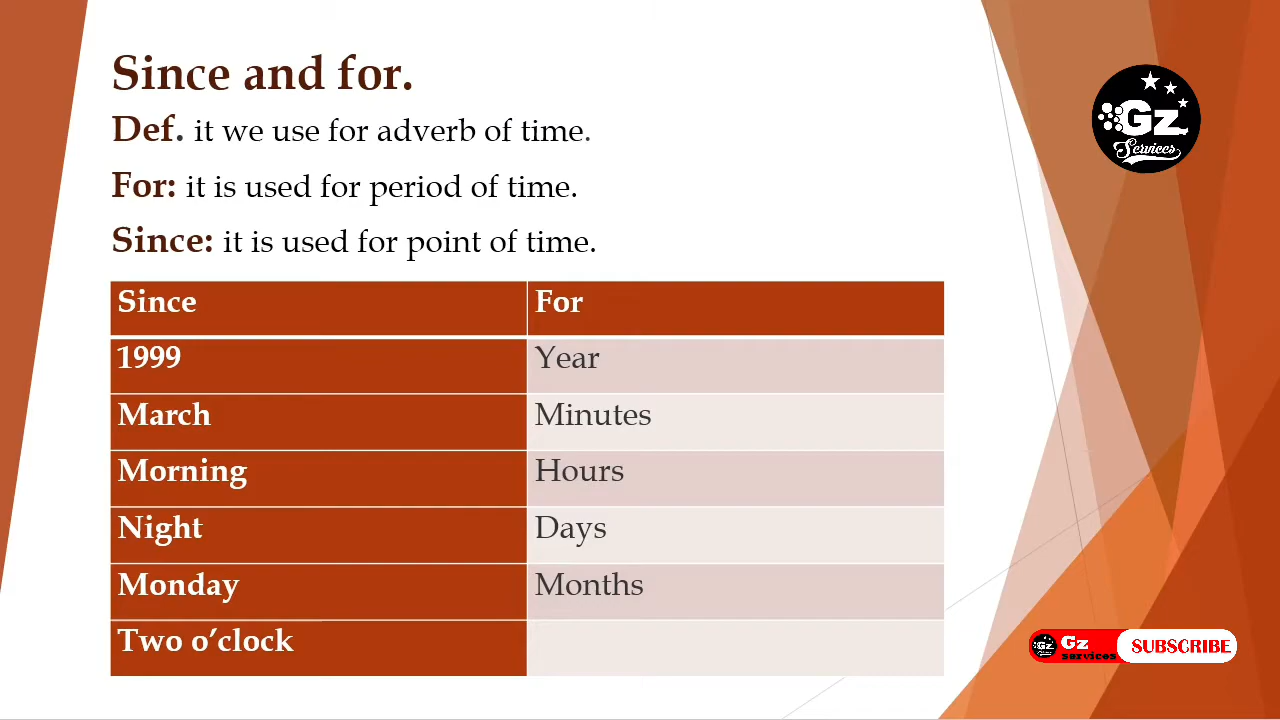 Since and for.
Def. it we use for adverb of time.
For: it is used for period of time.
Since: it is used for point of time.
Since For
1999 Year
March Minutes
Morning Hours
Night Days
Monday Months
Two o’clock
Gz
Services
Gz
Gz
services
SUBSCRIBE